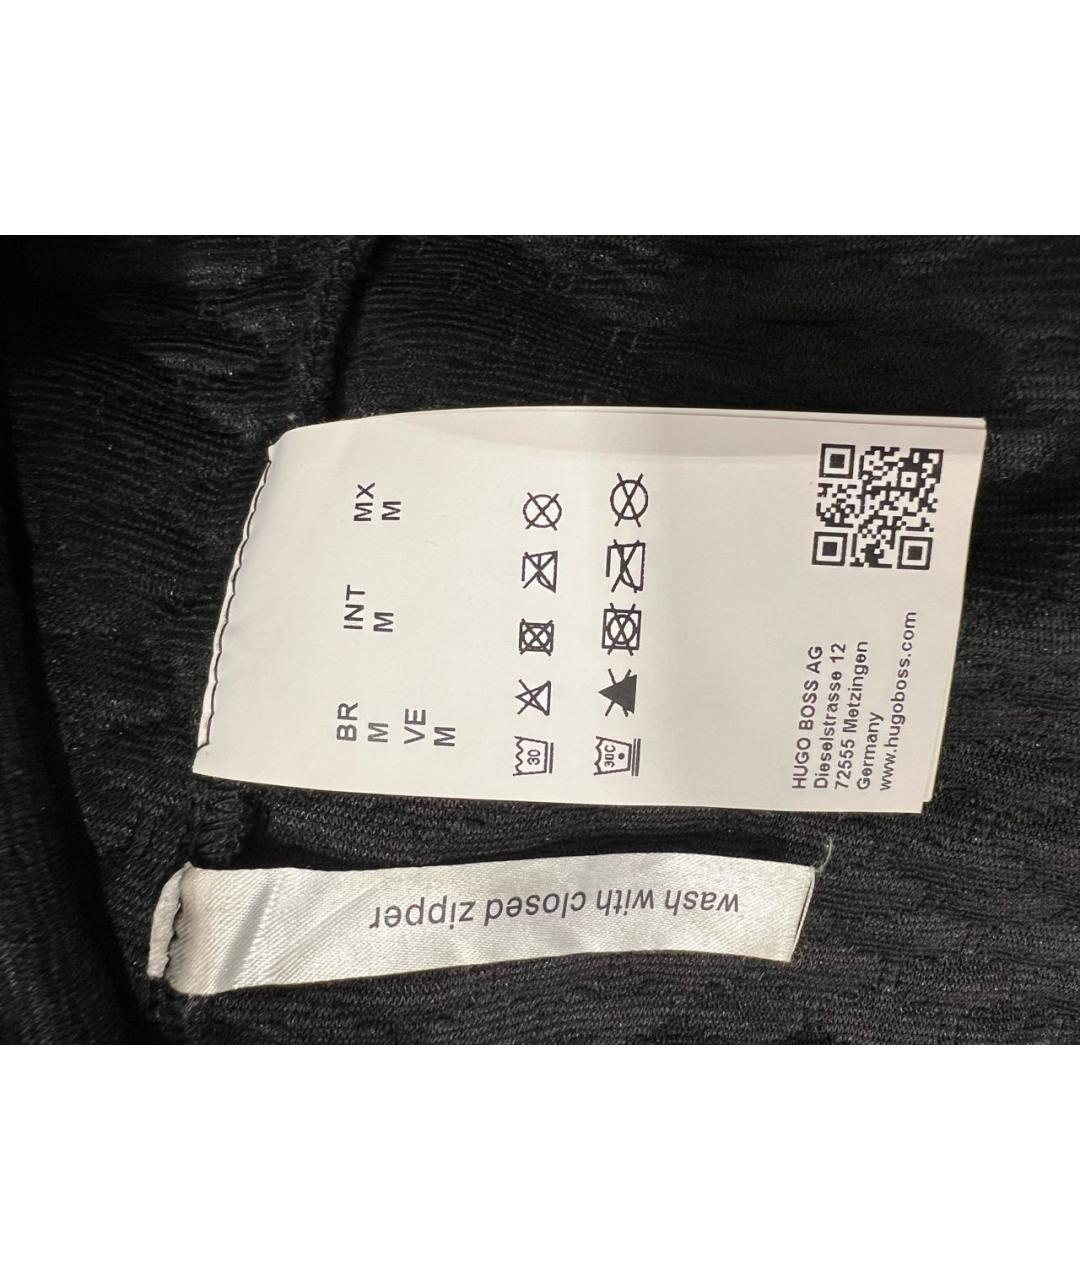 BR
M
VE
M
INT
M
MX
M
30
30C
HUGO BOSS AG
Dieselstrasse 12
72555 Metzingen
Germany
www.hugoboss.com
wash with closed zipper